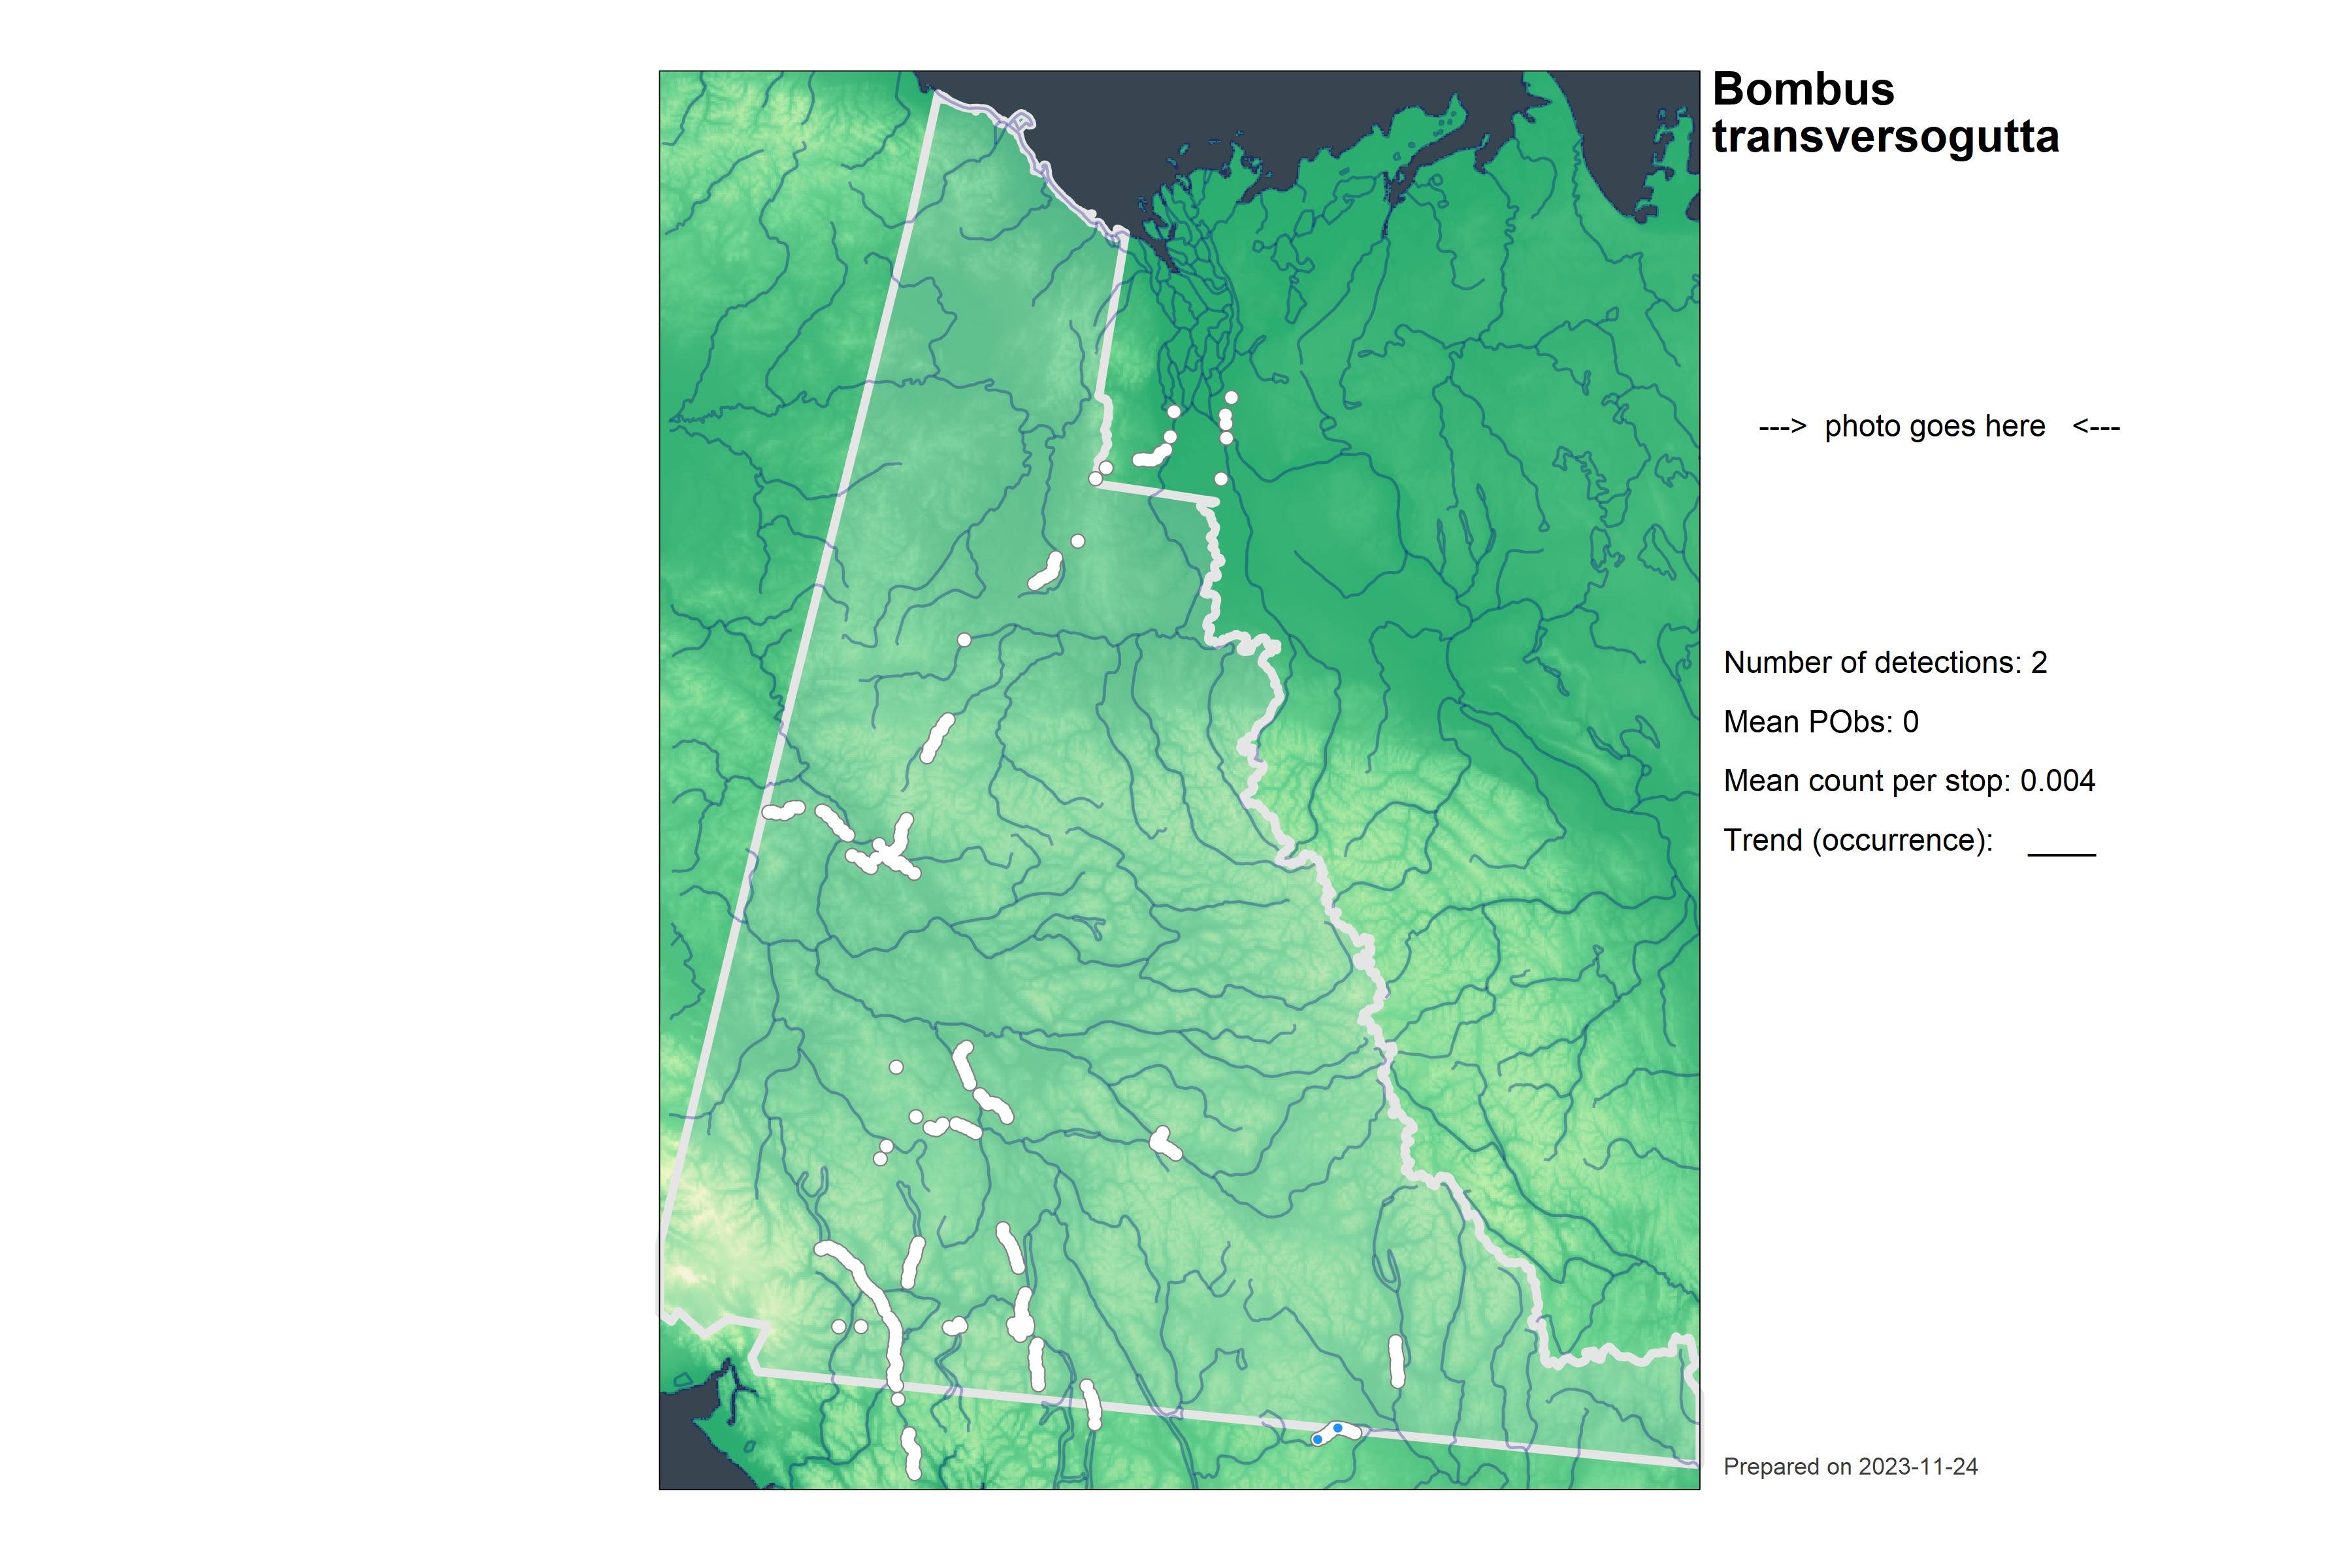 Bombus
transversogutta
---> photo goes here <---
Number of detections: 2
Mean PObs: 0
Mean count per stop: 0.004
Trend (occurrence): ____
Prepared on 2023-11-24